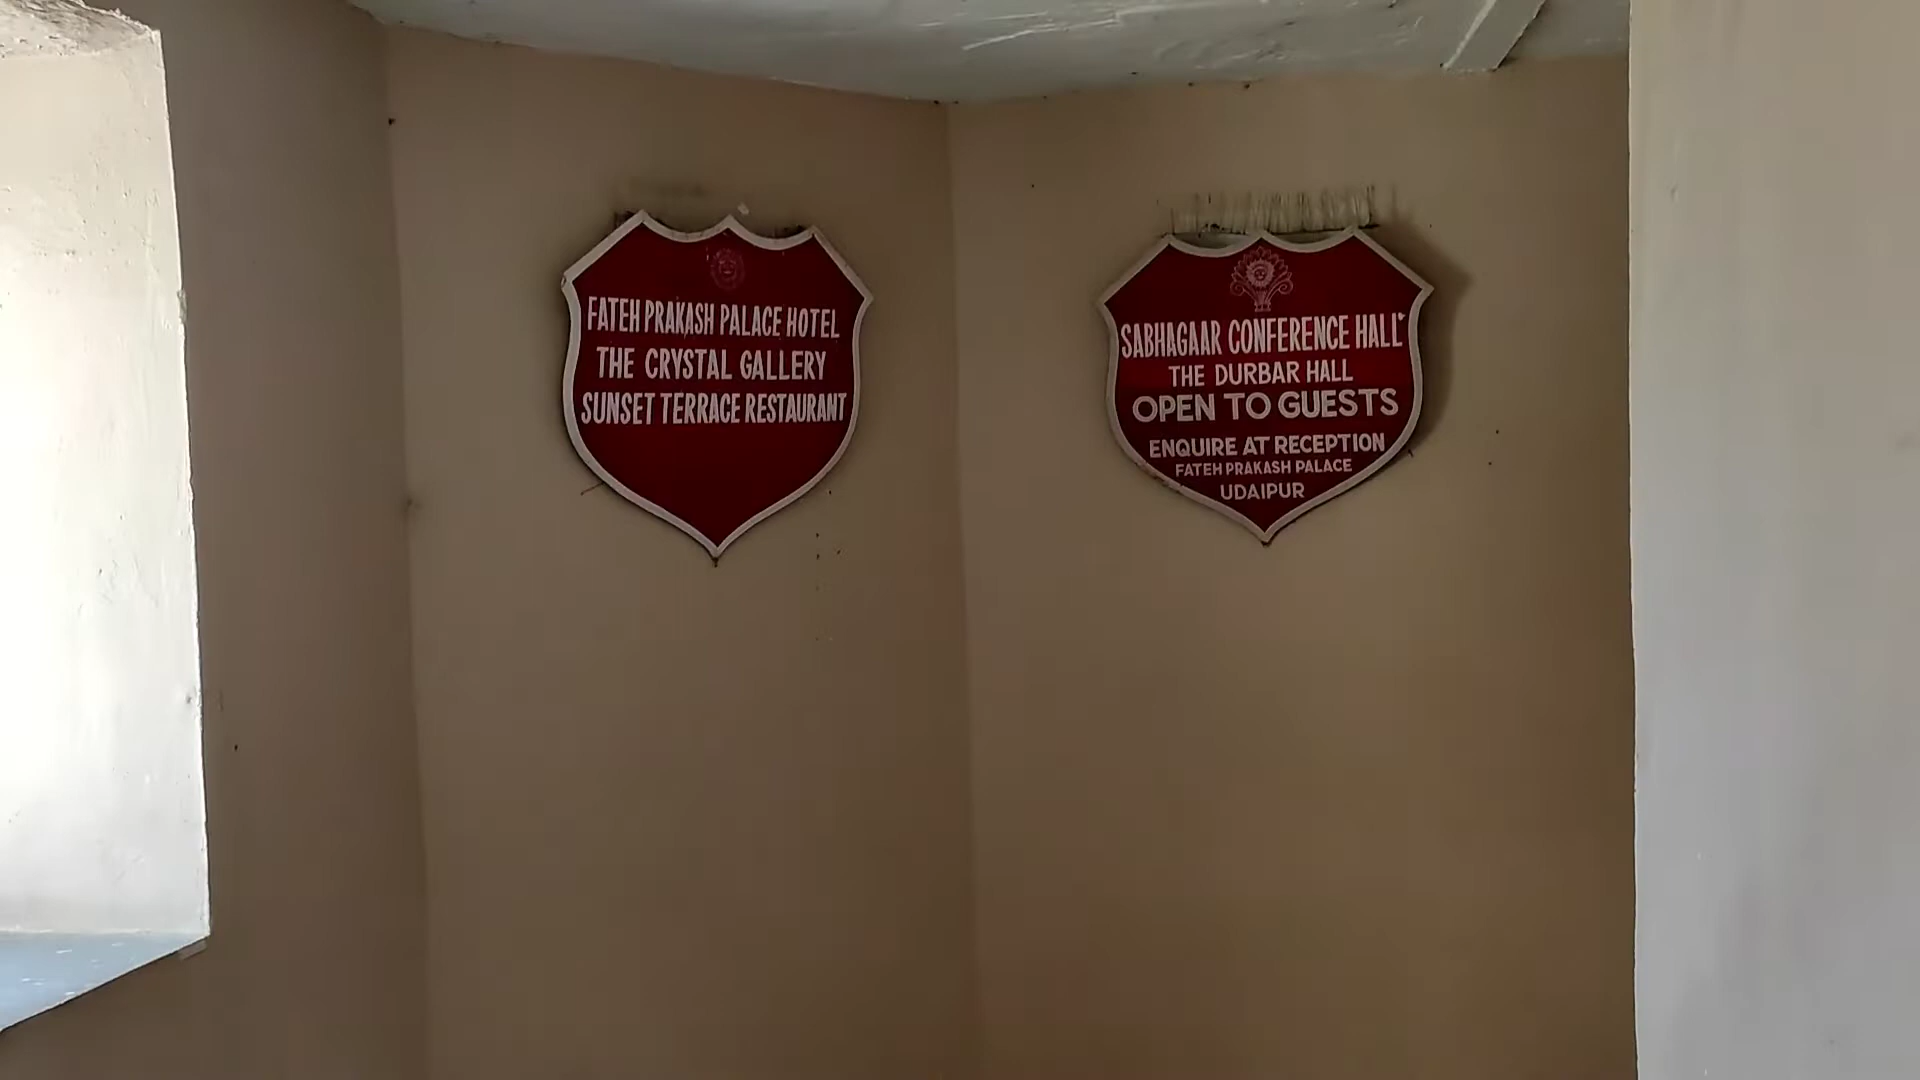 FATEH PRAKASH PALACE HOTEL
THE CRYSTAL GALLERY
SUNSET TERRACE RESTAURANT
SABHAGAAR CONFERENCE HALL
THE DURBAR HALL
OPEN TO GUESTS
ENQUIRE AT RECEPTION
FATEH PRAKASH PALACE
UDAIPUR